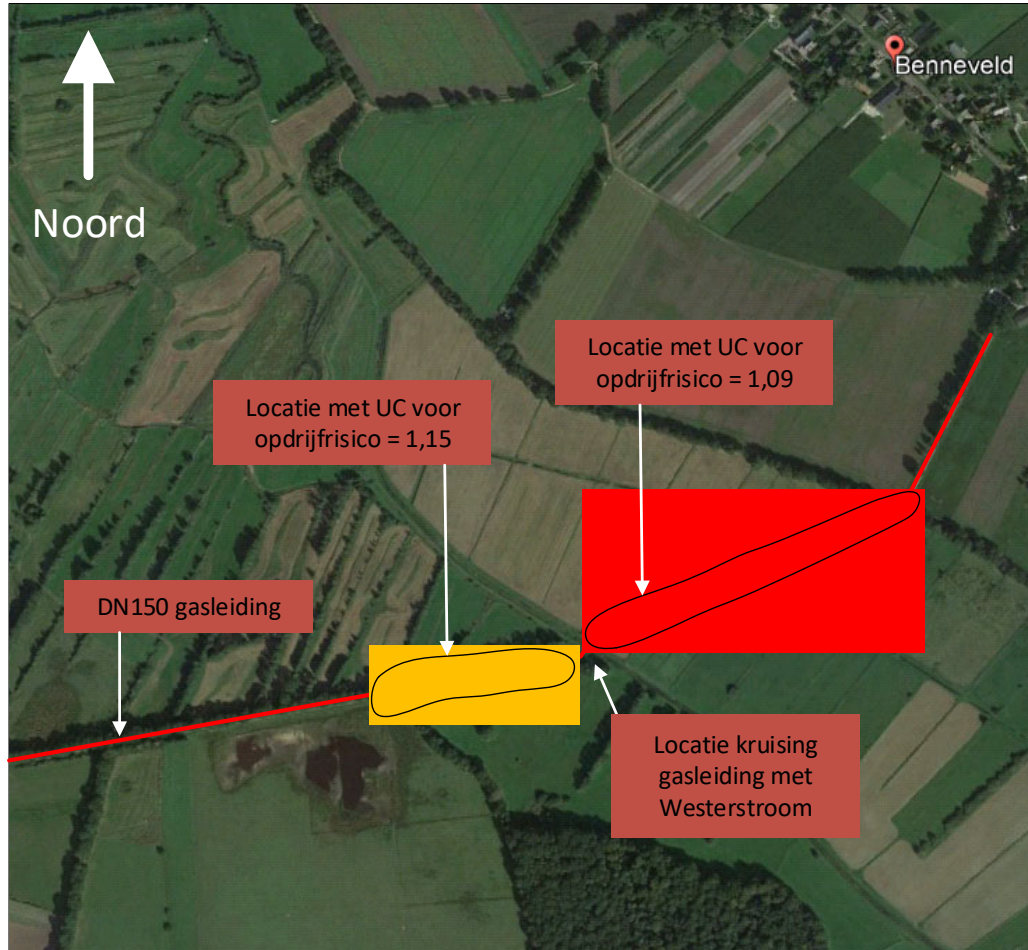 Benneveld
Noord
Locatie met UC voor
opdrijfrisico = 1,09
Locatie met UC voor
opdrijfrisico = 1,15
DN150 gasleiding
Locatie kruising
gasleiding met
Westerstroom